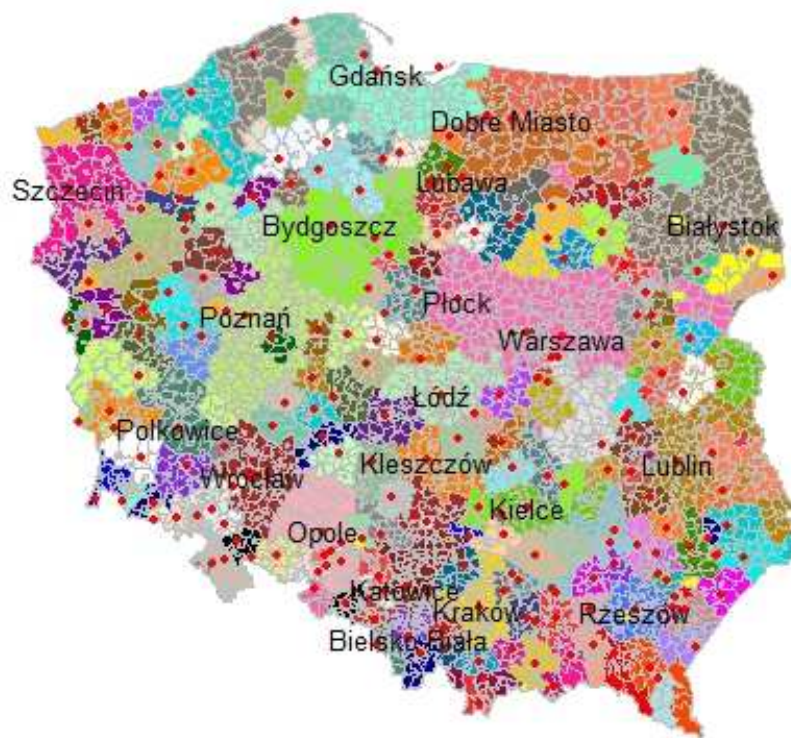 Gdańsk
Dobre Miasto
Szczecin
Lubawa
Bydgoszcz
Białystok
Płock
Poznań
Warszawa
Łódź
Polkowice
Wrocław
Kleszczów
Lublin
Kielce
Opole
Katowice
Kraków
Rzeszów
Bielsko-Biała